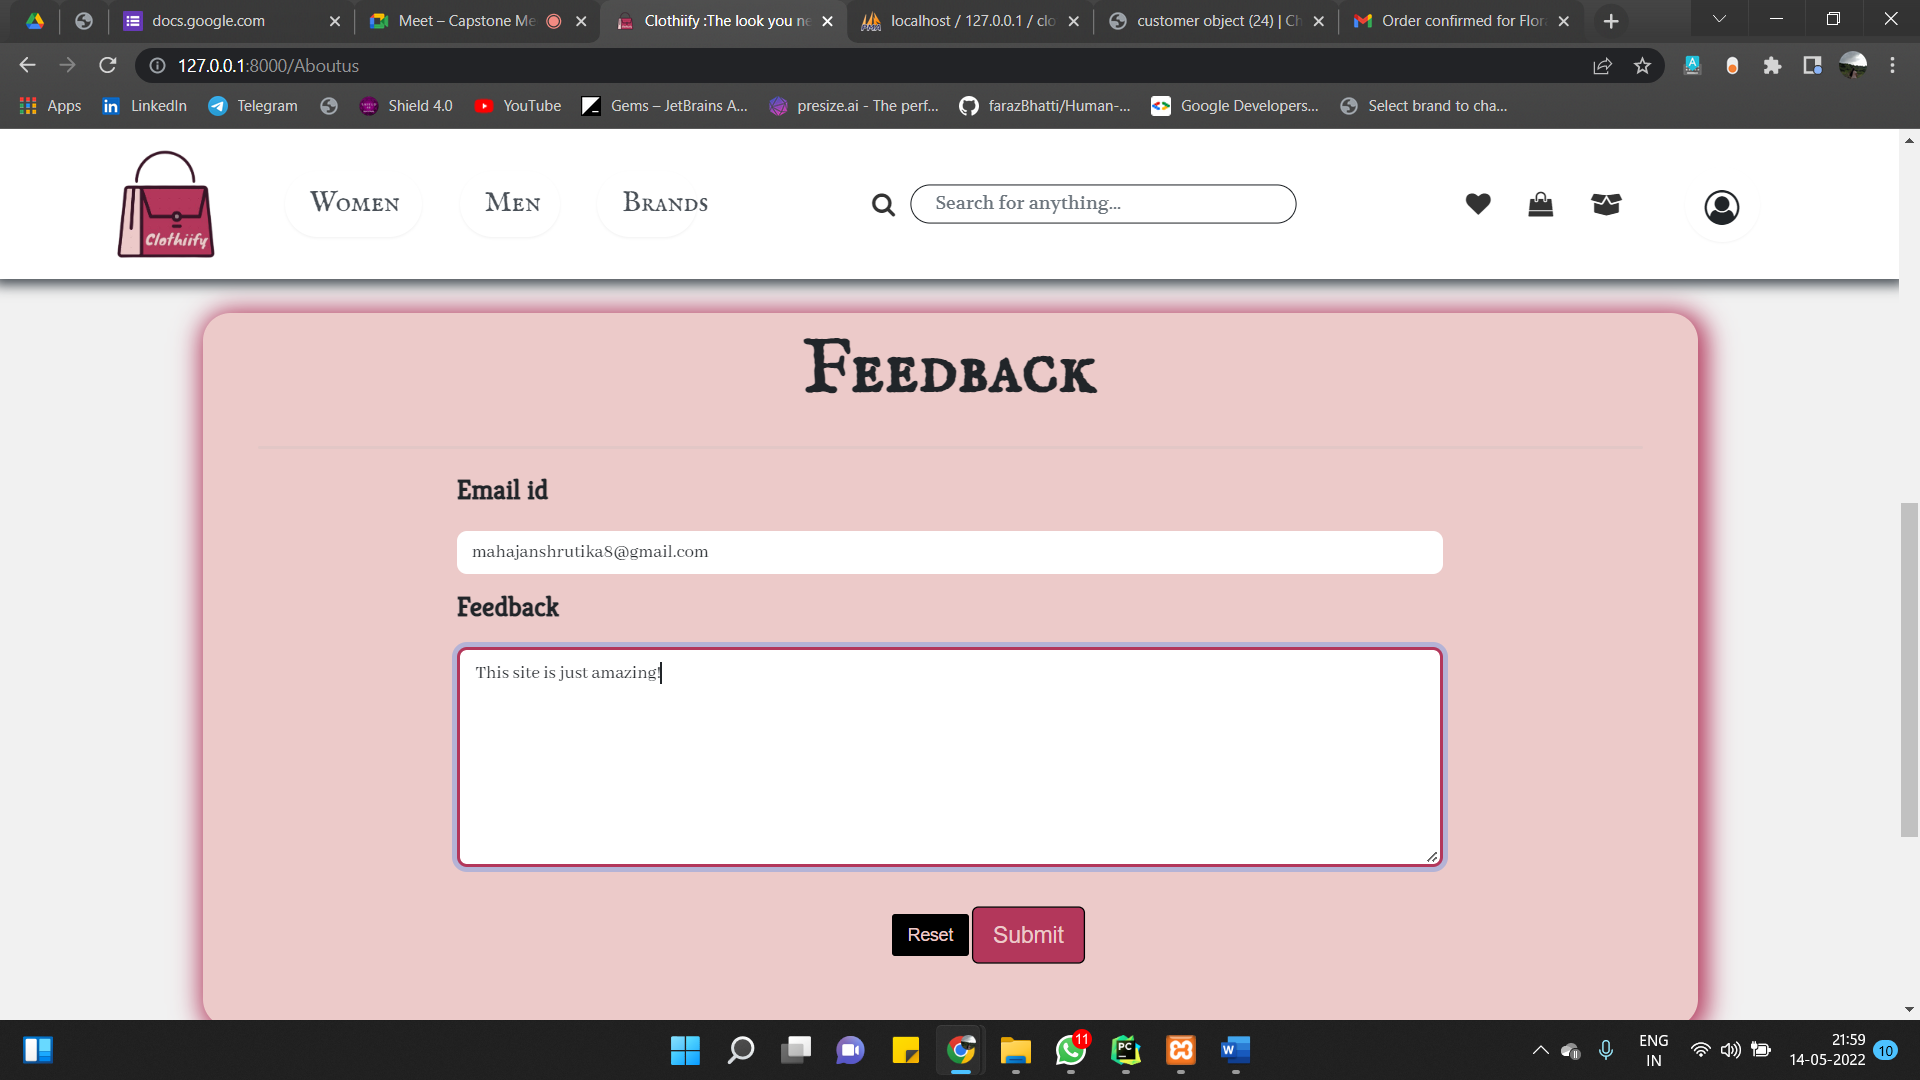 docs.google.com
Meet – Capstone Me
Clothiify :The look you ne
localhost / 127.0.0.1 / clo
customer object (24) | Ch
Order confirmed for Flor
127.0.0.1:8000/Aboutus
Apps
LinkedIn
Telegram
Shield 4.0
YouTube
Gems – JetBrains A...
presize.ai - The perf...
farazBhatti/Human-...
Google Developers...
Select brand to cha...
Clothiify
Women
Men
Brands
Search for anything...
Feedback
Email id
mahajanshrutika8@gmail.com
Feedback
This site is just amazing!
Reset
Submit
11
ENG
IN
21:59
14-05-2022
10